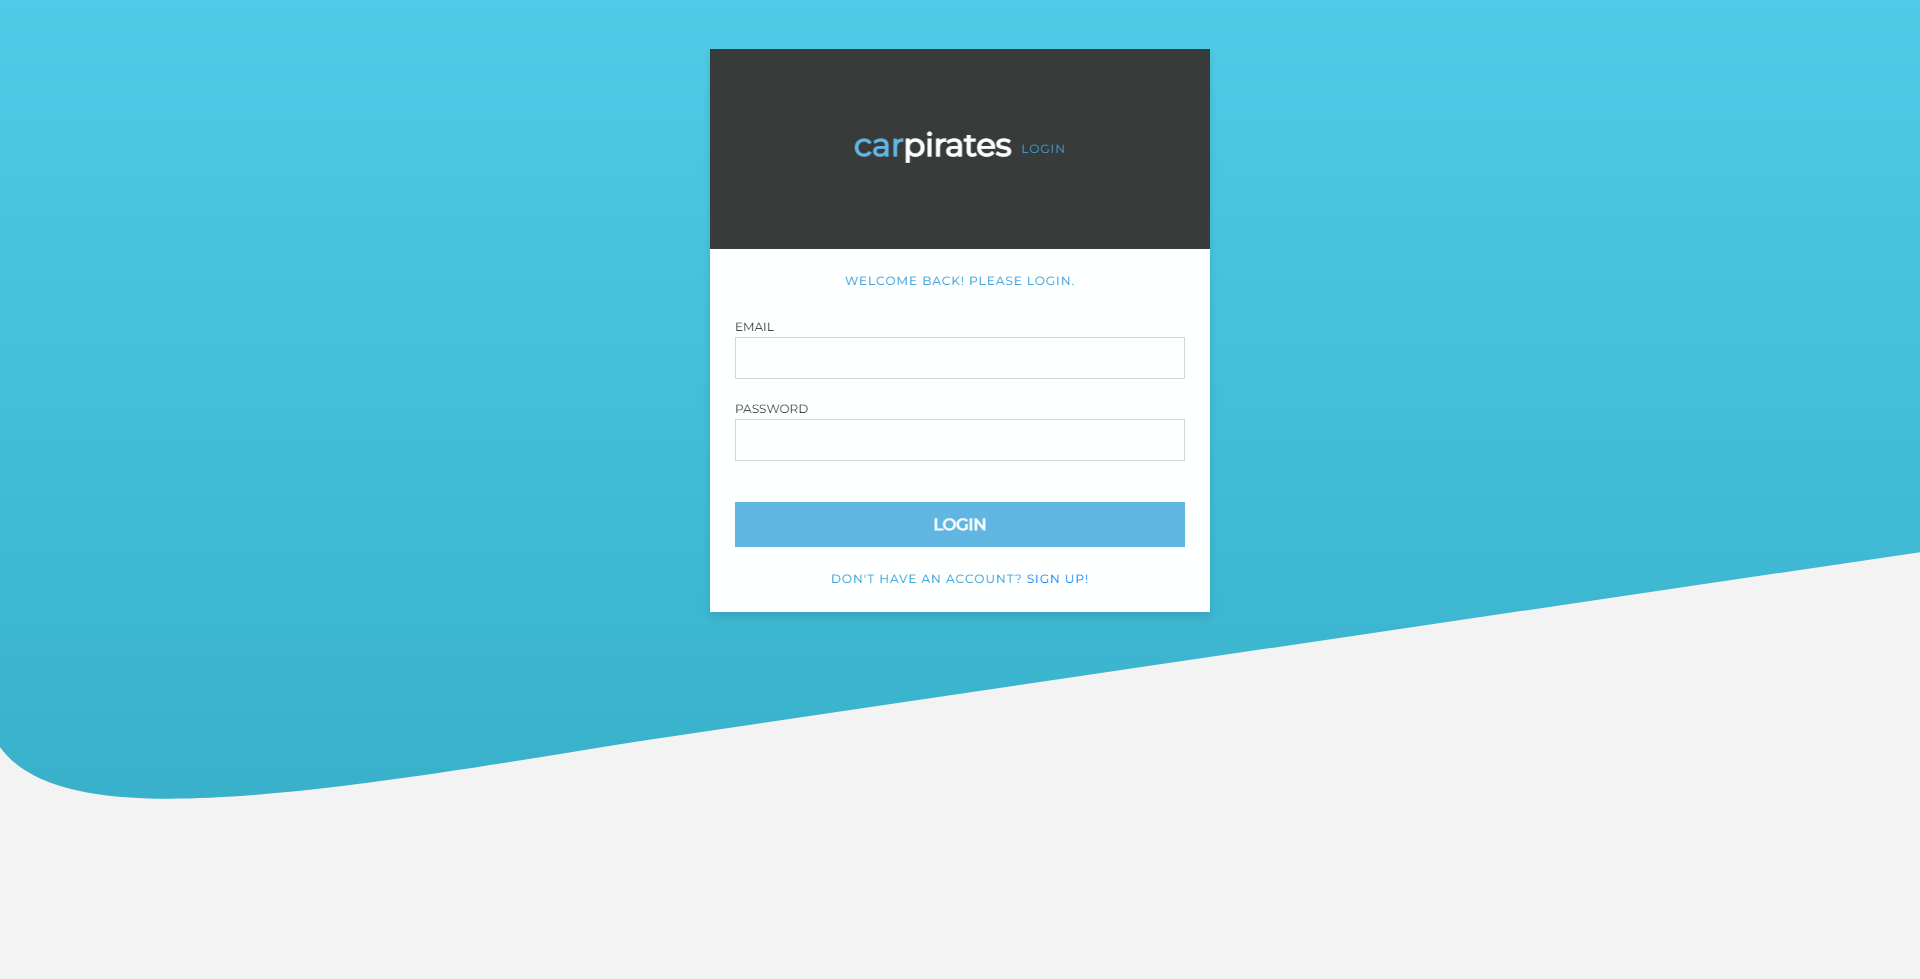 carpirates LOGIN
WELCOME BACK! PLEASE LOGIN.
EMAIL
PASSWORD
LOGIN
DON'T HAVE AN ACCOUNT? SIGN UP!